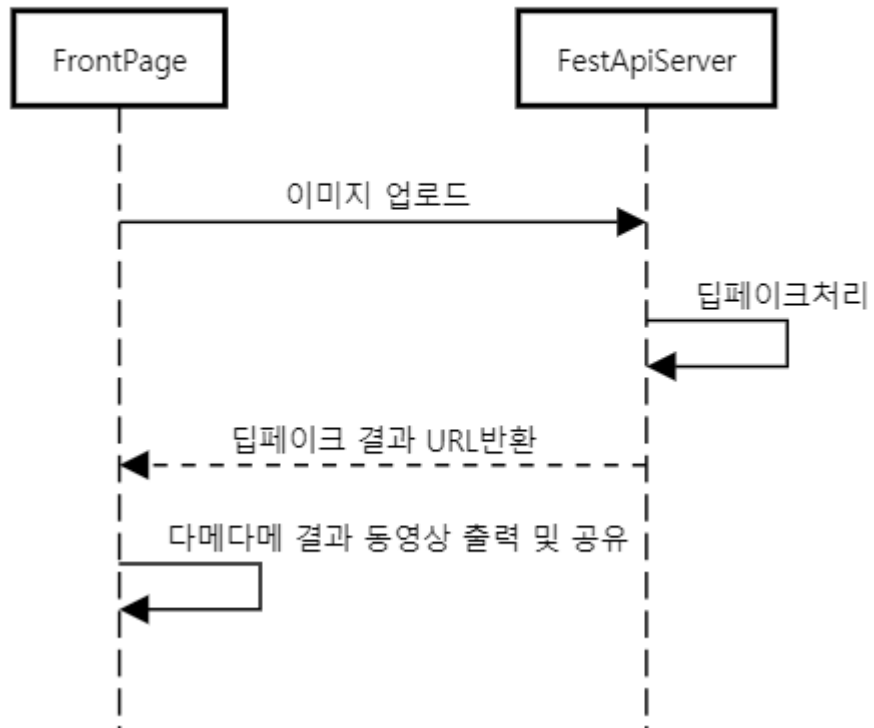 FrontPage
FestApiServer
이미지 업로드
딥페이크처리
딥페이크 결과 URL반환
다메다메 결과 동영상 출력 및 공유